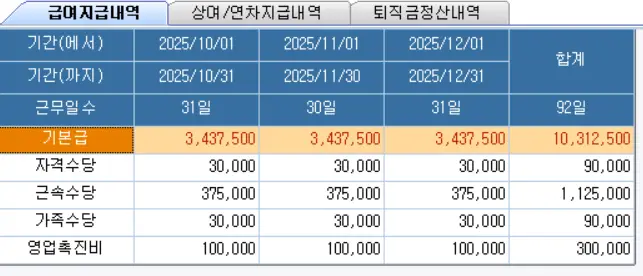 급여지급내역 상여/연차지급내역 퇴직금정산내역
기간(에서) 2025/10/01 2025/11/01 2025/12/01 합계
기간(까지) 2025/10/31 2025/11/30 2025/12/31
근무일수 31일 30일 31일 92일
기본급 3,437,500 3,437,500 3,437,500 10,312,500
자격수당 30,000 30,000 30,000 90,000
근속수당 375,000 375,000 375,000 1,125,000
가족수당 30,000 30,000 30,000 90,000
영업촉진비 100,000 100,000 100,000 300,000